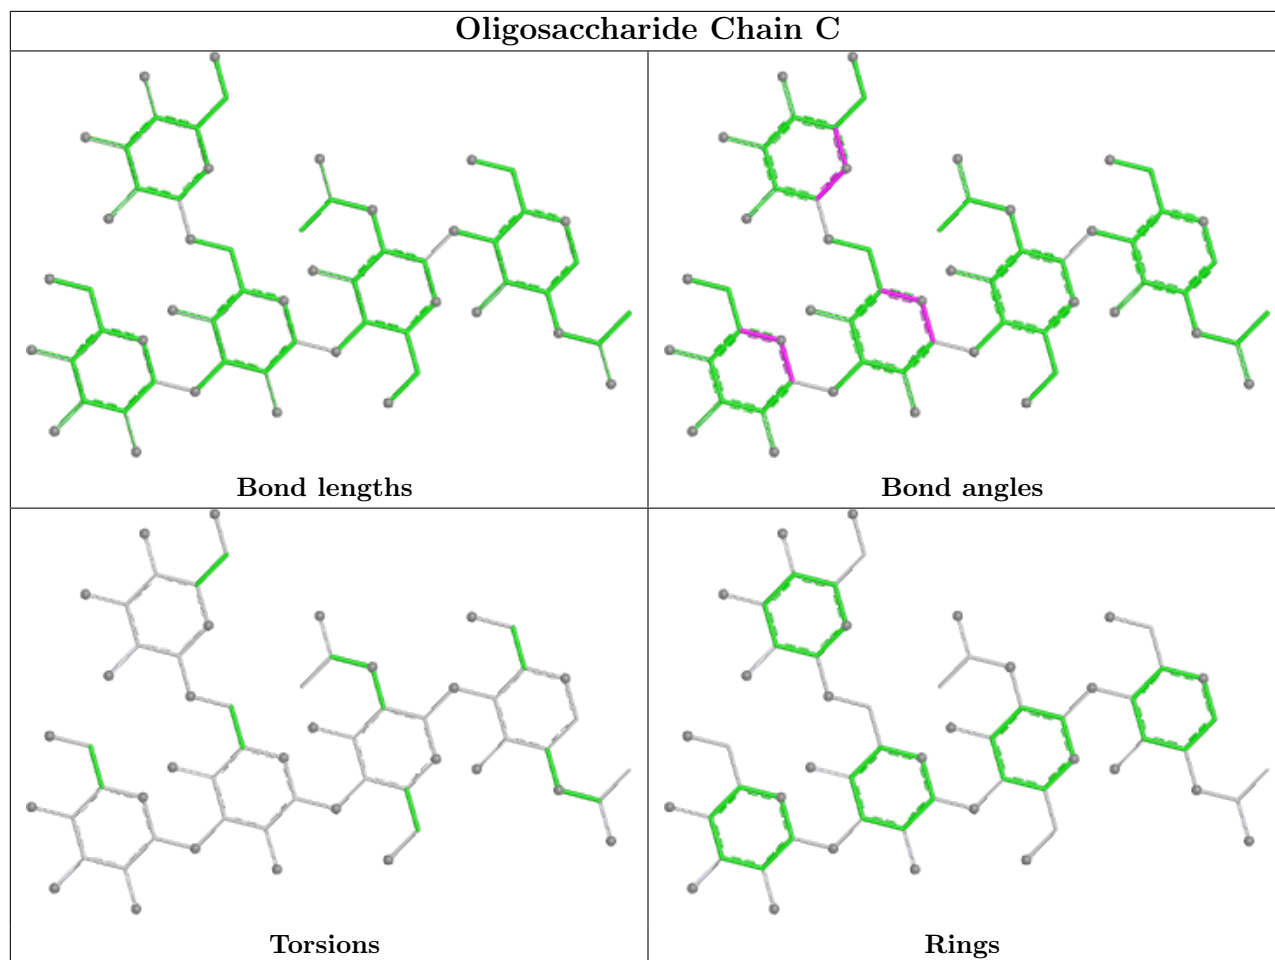 Oligosaccharide Chain C
Bond lengths
Bond angles
Torsions
Rings